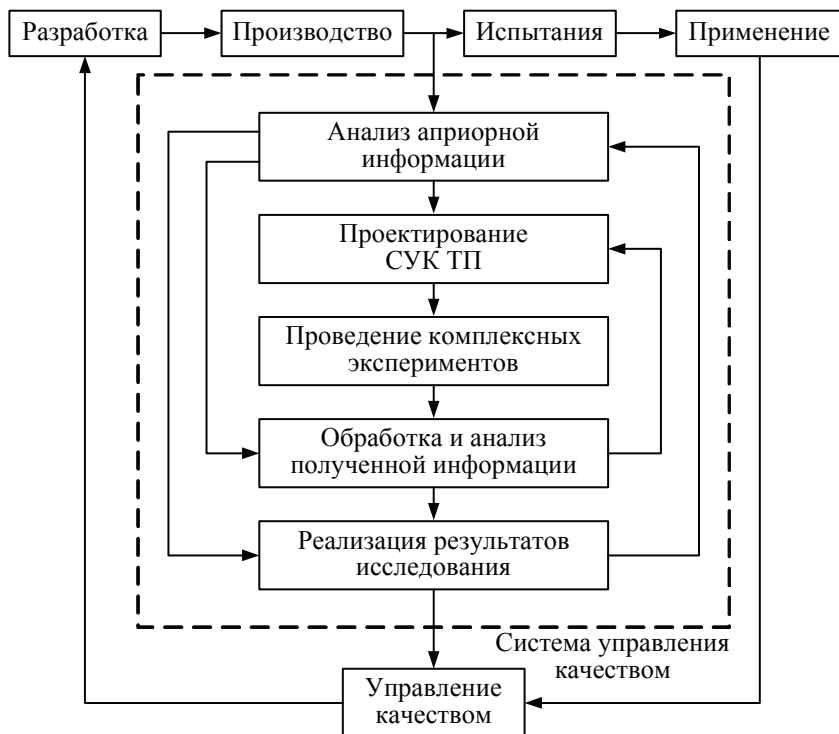 Разработка
Производство
Испытания
Применение
Анализ априорной
информации
Проектирование
СУК ТП
Проведение комплексных
экспериментов
Обработка и анализ
полученной информации
Реализация результатов
исследования
Система управления
качеством
Управление
качеством